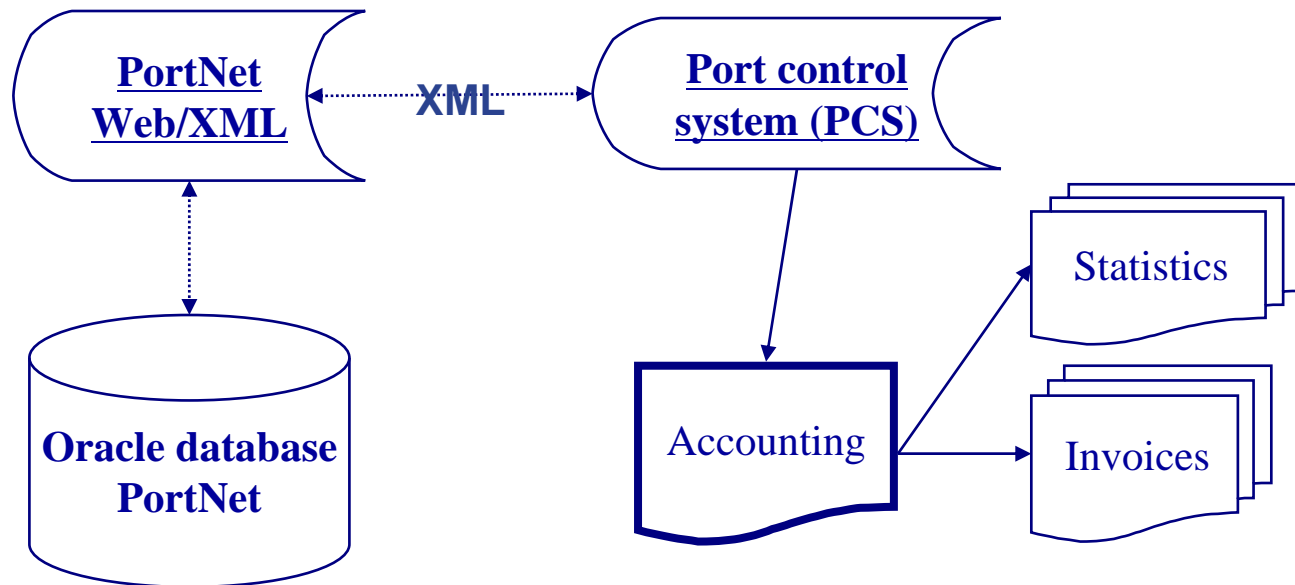 PortNet
Web/XML
XML
Port control
system (PCS)
Statistics
Oracle database
PortNet
Accounting
Invoices